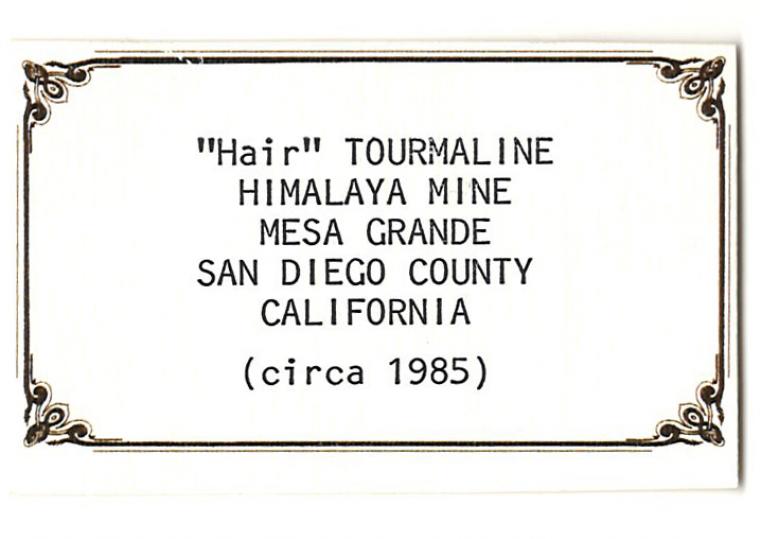 "Hair" TOURMALINE
HIMALAYA MINE
MESA GRANDE
SAN DIEGO COUNTY
CALIFORNIA
(circa 1985)